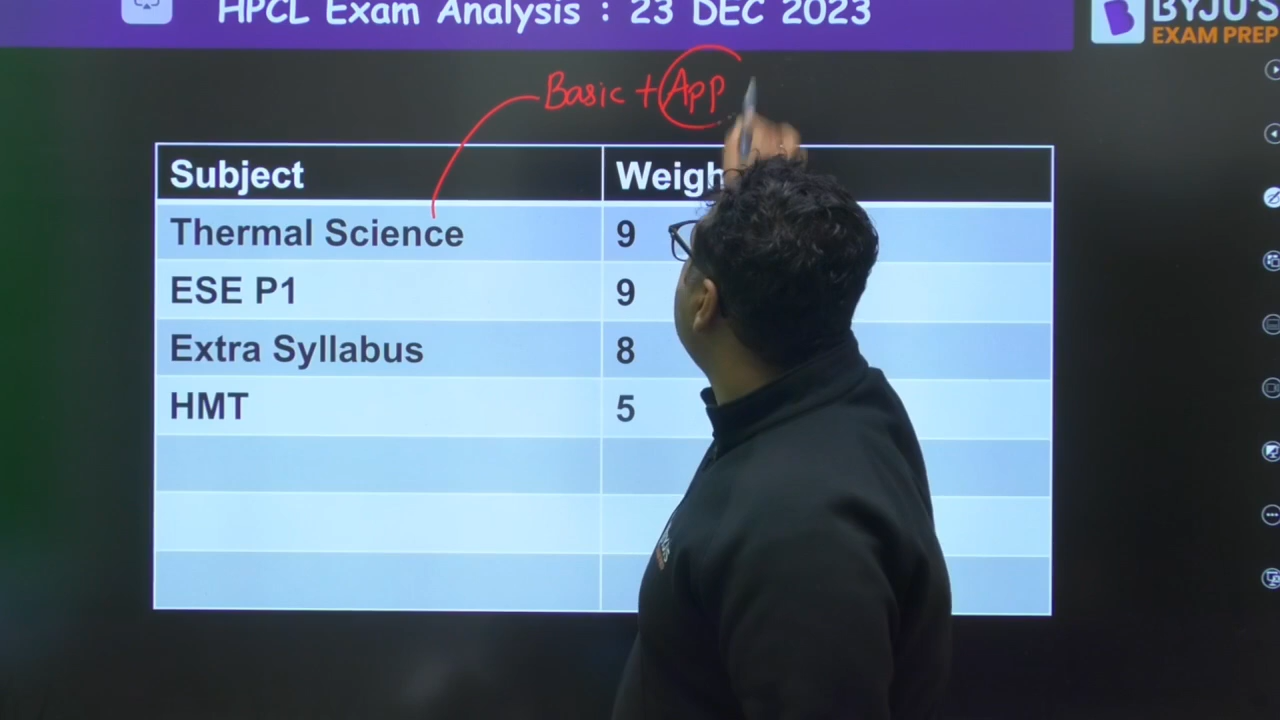 HPCL Exam Analysis : 23 DEC 2023
BYJU'S
EXAM PREP
Basic + App
Subject
Thermal Science 9
ESE P1 9
Extra Syllabus 8
HMT 5